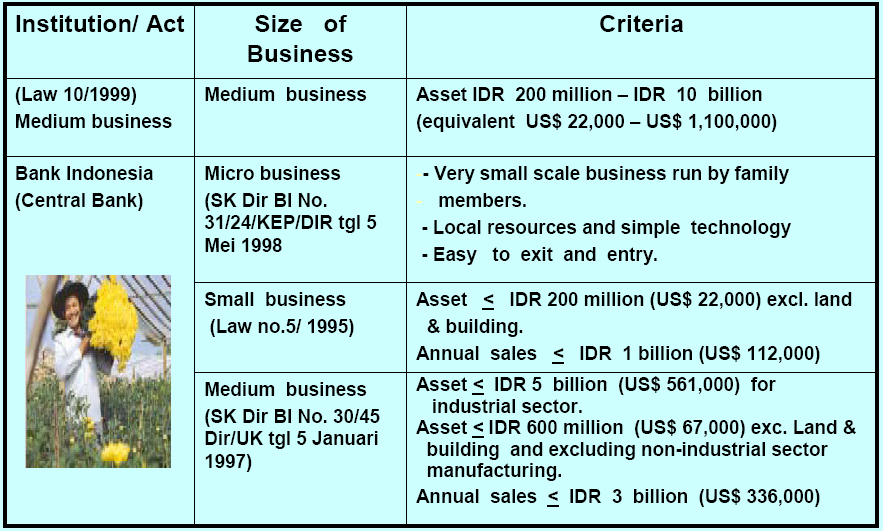 Institution/ Act
Size of
Business
Criteria
(Law 10/1999)
Medium business
Medium business
Asset IDR 200 million – IDR 10 billion
(equivalent US$ 22,000 – US$ 1,100,000)
Bank Indonesia
(Central Bank)
Micro business
(SK Dir BI No.
31/24/KEP/DIR tgl 5
Mei 1998
- Very small scale business run by family
members.
- Local resources and simple technology
- Easy to exit and entry.
Small business
(Law no.5/ 1995)
Asset < IDR 200 million (US$ 22,000) excl. land
& building.
Annual sales < IDR 1 billion (US$ 112,000)
Medium business
(SK Dir BI No. 30/45
Dir/UK tgl 5 Januari
1997)
Asset < IDR 5 billion (US$ 561,000) for
industrial sector.
Asset < IDR 600 million (US$ 67,000) exc. Land &
building and excluding non-industrial sector
manufacturing.
Annual sales < IDR 3 billion (US$ 336,000)